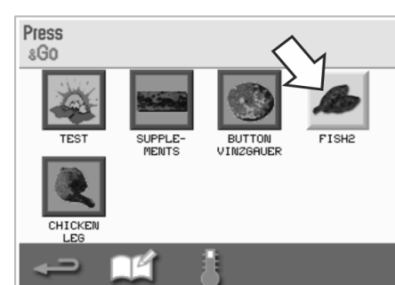 Press
&Go
TEST
SUPPLE-
MENTS
BUTTON
VINZGAUER
FISH2
CHICKEN
LEG